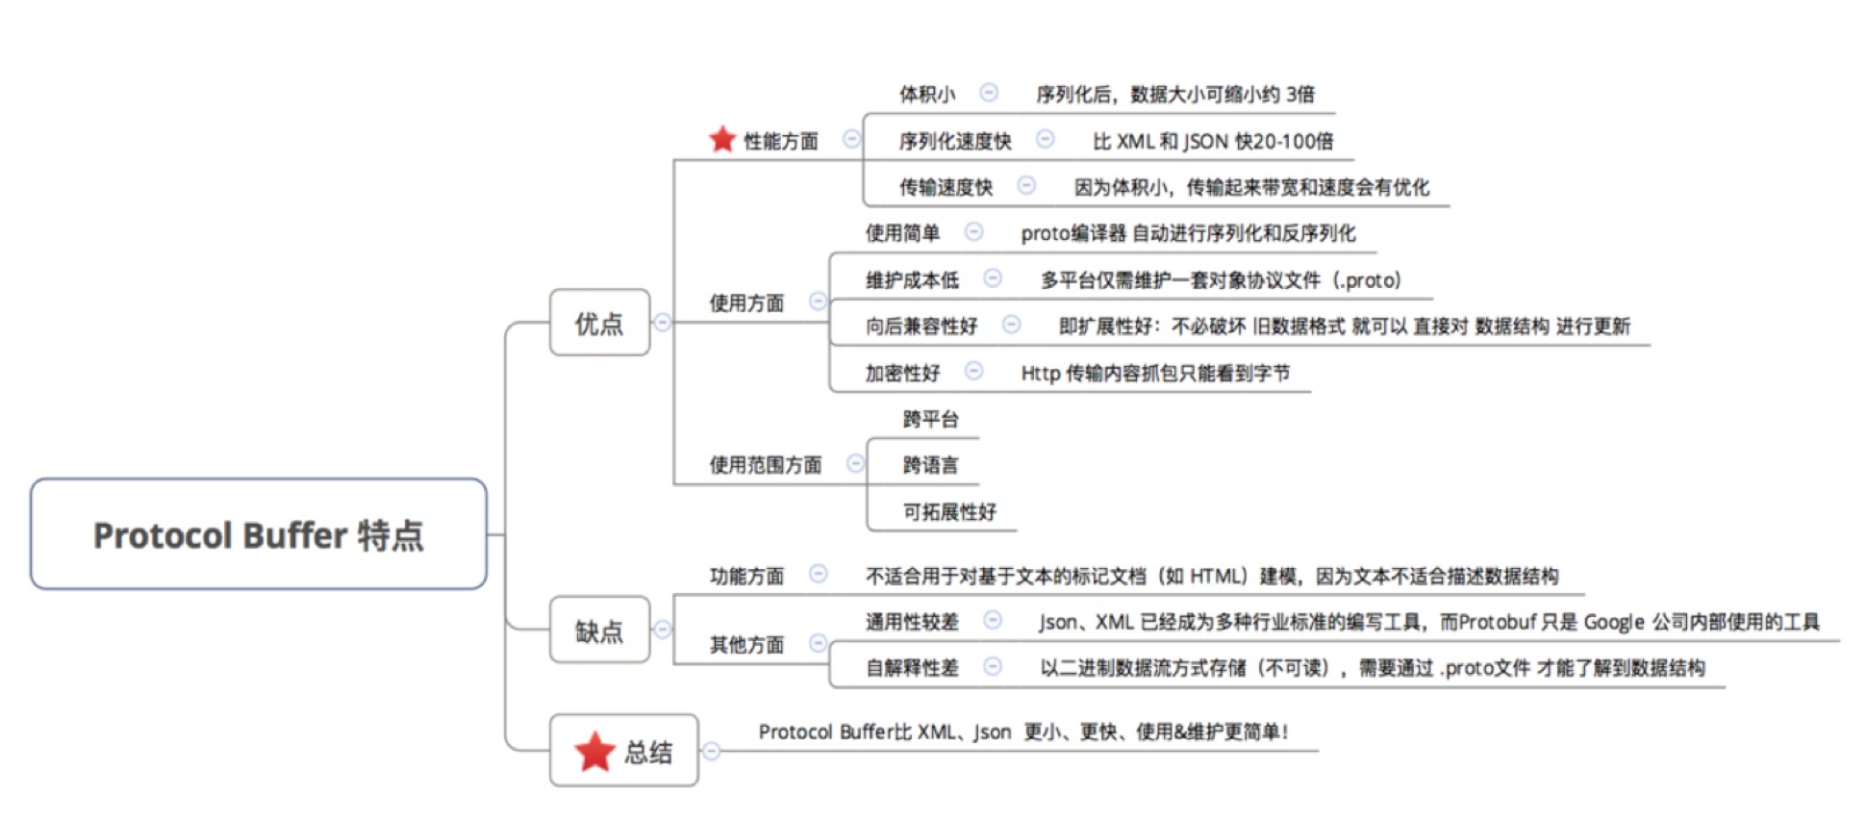 Protocol Buffer 特点
优点
★ 性能方面
体积小 序列化后，数据大小可缩小约 3倍
序列化速度快 比 XML 和 JSON 快20-100倍
传输速度快 因为体积小，传输起来带宽和速度会有优化
使用方面
使用简单 proto编译器 自动进行序列化和反序列化
维护成本低 多平台仅需维护一套对象协议文件（.proto）
向后兼容性好 即扩展性好：不必破坏 旧数据格式 就可以 直接对 数据结构 进行更新
加密性好 Http 传输内容抓包只能看到字节
使用范围方面
跨平台
跨语言
可拓展性好
缺点
功能方面 不适合用于对基于文本的标记文档（如 HTML）建模，因为文本不适合描述数据结构
其他方面
通用性较差 Json、XML 已经成为多种行业标准的编写工具，而Protobuf 只是 Google 公司内部使用的工具
自解释性差 以二进制数据流方式存储（不可读），需要通过 .proto文件 才能了解到数据结构
★ 总结 Protocol Buffer比 XML、Json 更小、更快、使用&维护更简单！